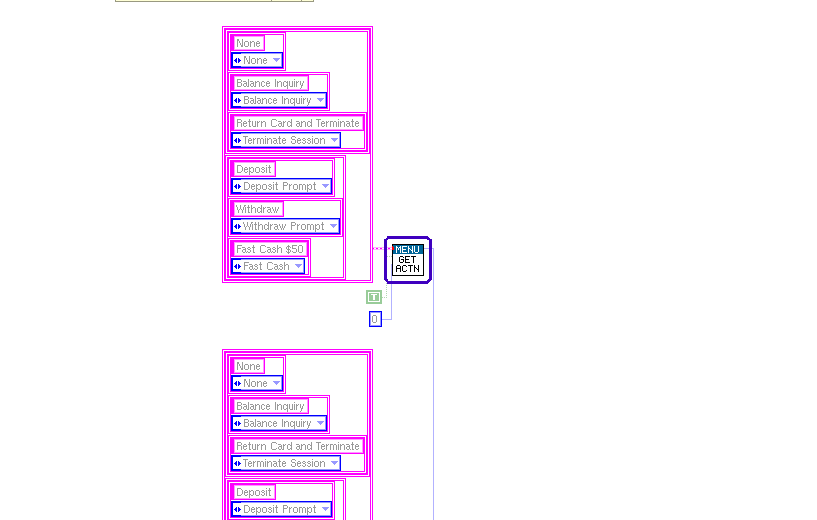 None
None
Balance Inquiry
Balance Inquiry
Return Card and Terminate
Terminate Session
Deposit
Deposit Prompt
Withdraw
Withdraw Prompt
Fast Cash $50
Fast Cash
MENU
GET
ACTN
T
0
None
None
Balance Inquiry
Balance Inquiry
Return Card and Terminate
Terminate Session
Deposit
Deposit Prompt